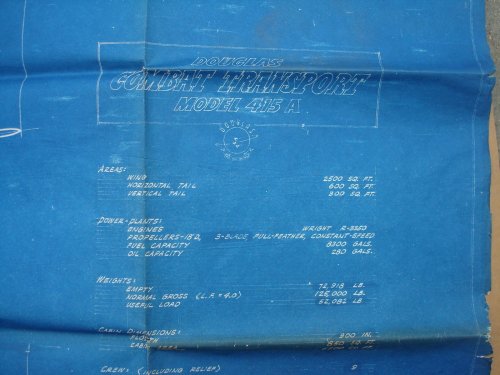 DOUGLAS
COMBAT TRANSPORT
MODEL 415 A
DOUGLAS
AREAS:
WING 2500 SQ. FT.
HORIZONTAL TAIL 600 SQ. FT.
VERTICAL TAIL 800 SQ. FT.
POWER-PLANTS:
ENGINES WRIGHT R-3350
PROPELLERS-18'D, 3-BLADE, FULL-FEATHER, CONSTANT-SPEED
FUEL CAPACITY 8300 GALS.
OIL CAPACITY 280 GALS.
WEIGHTS:
EMPTY 72,918 LB.
NORMAL GROSS (L.F. = 4.0) 125,000 LB.
USEFUL LOAD 52,082 LB.
CABIN DIMENSIONS:
800 IN.
CREW: (INCLUDING RELIEF) 9